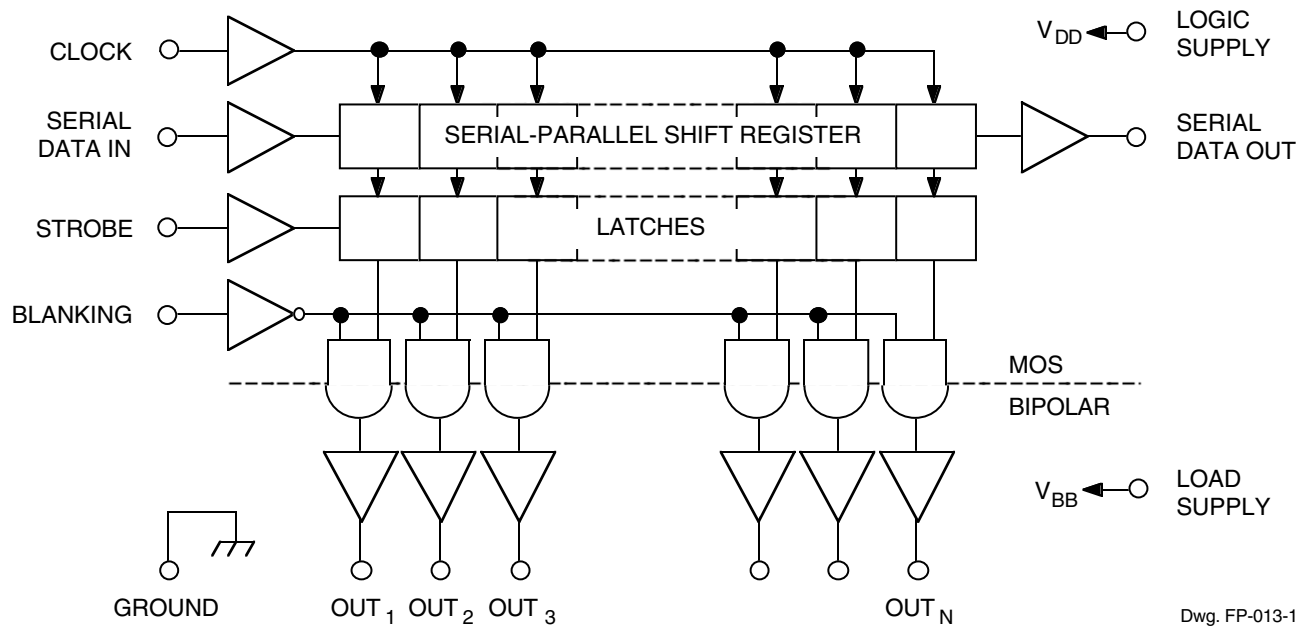 CLOCK
V DD
LOGIC
SUPPLY
SERIAL
DATA IN
SERIAL-PARALLEL SHIFT REGISTER
SERIAL
DATA OUT
STROBE
LATCHES
BLANKING
MOS
BIPOLAR
V BB
LOAD
SUPPLY
GROUND
OUT 1
OUT 2
OUT 3
OUT N
Dwg. FP-013-1